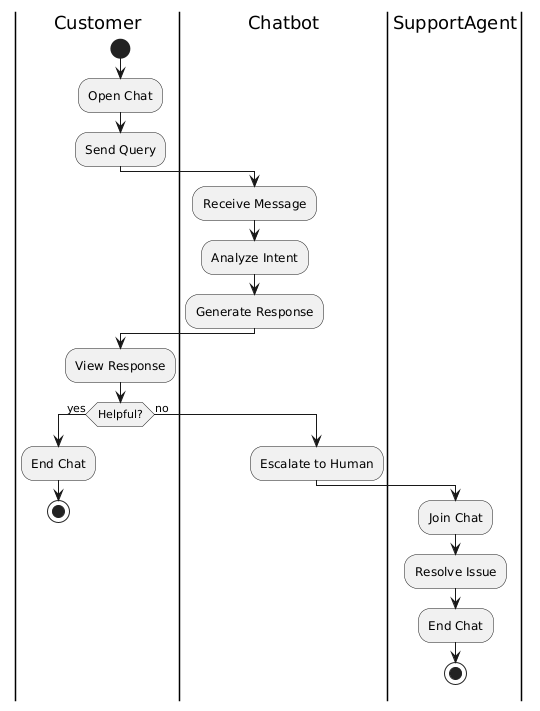 Customer
Chatbot
SupportAgent
Open Chat
Send Query
Receive Message
Analyze Intent
Generate Response
View Response
yes
Helpful?
no
End Chat
Escalate to Human
Join Chat
Resolve Issue
End Chat